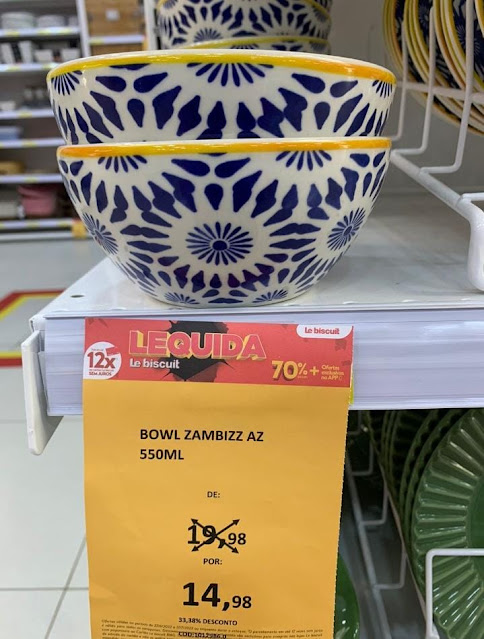 12x
SEM JUROS
LEQUIDA
Le biscuit
Le biscuit
70%+
Ofertas
exclusivas
no APP
BOWL ZAMBIZZ AZ
550ML
DE:
19,98
POR:
14,98
33,38% DESCONTO